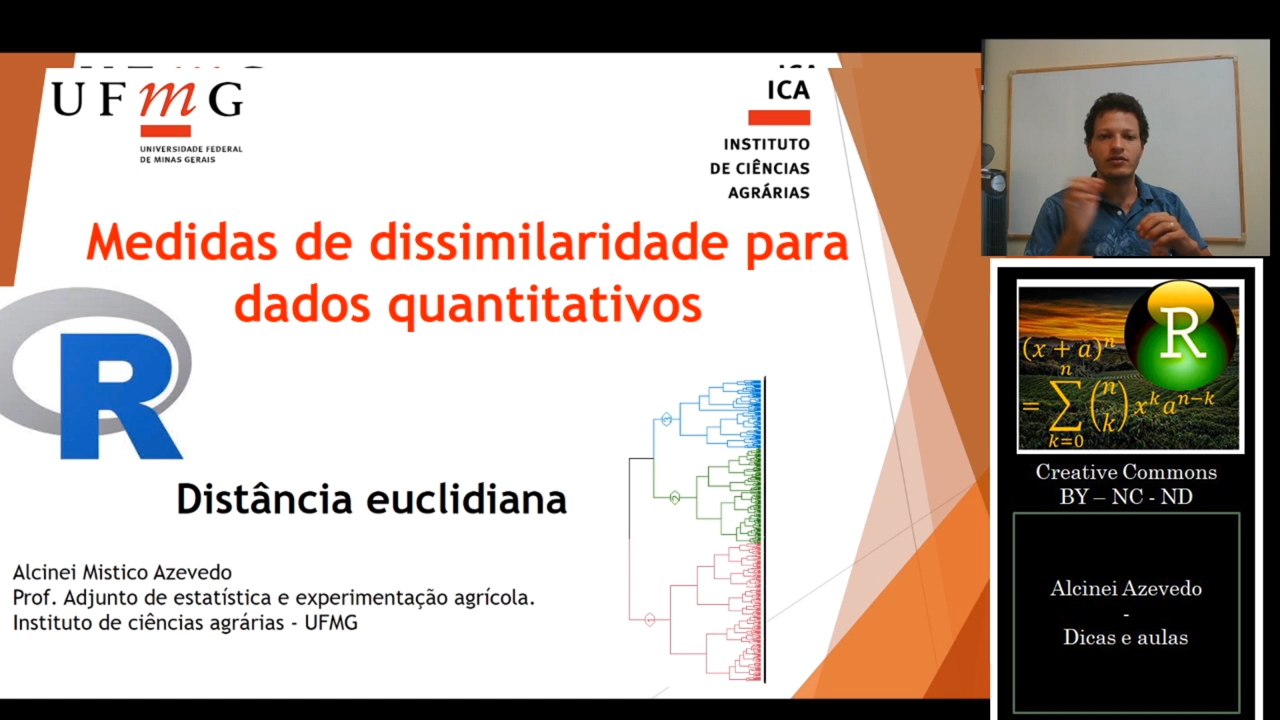 UFmG
UNIVERSIDADE FEDERAL
DE MINAS GERAIS
ICA
INSTITUTO
DE CIÊNCIAS
AGRÁRIAS
Medidas de dissimilaridade para
dados quantitativos
R
Distância euclidiana
Alcinei Mistico Azevedo
Prof. Adjunto de estatística e experimentação agrícola.
Instituto de ciências agrárias - UFMG
R
(x + a)^n
= ∑_{k=0}^{n} (n k) x^k a^{n-k}
Creative Commons
BY – NC - ND
Alcinei Azevedo
-
Dicas e aulas